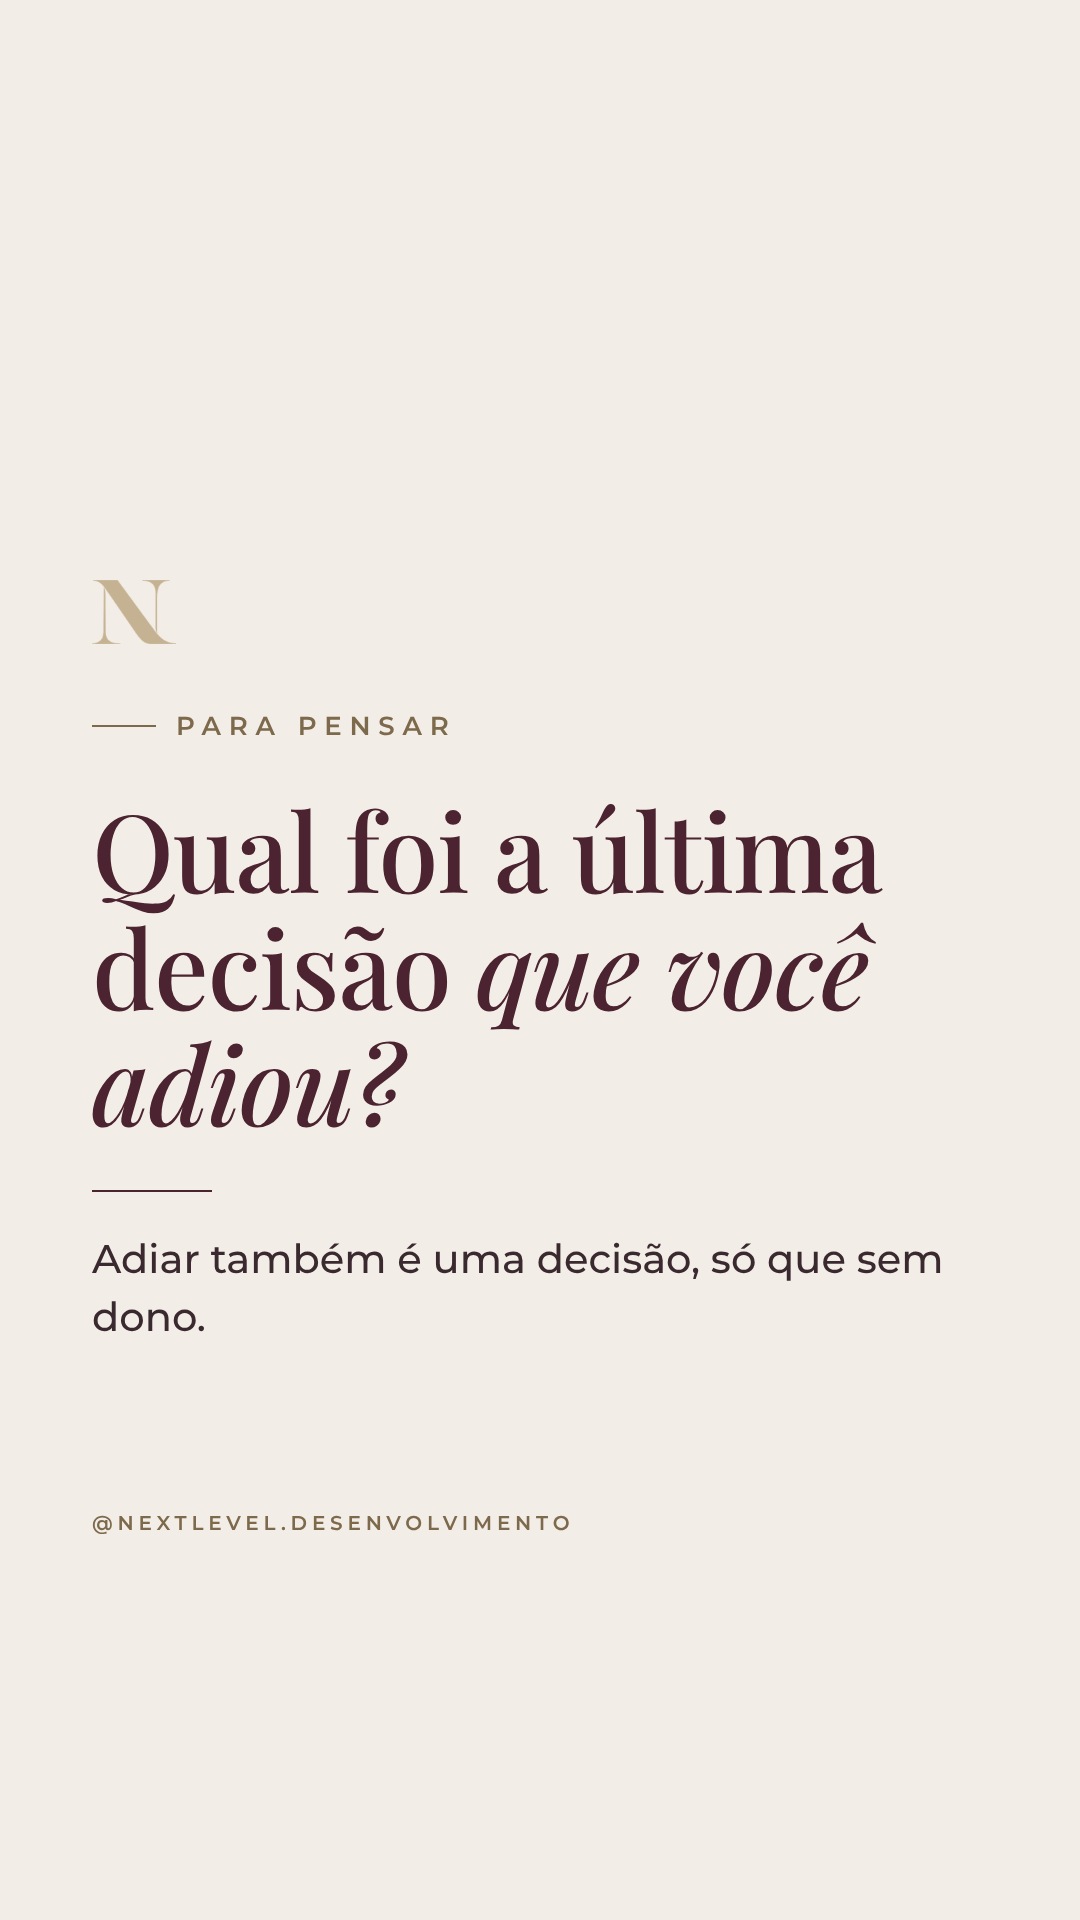 N
PARA PENSAR
Qual foi a última
decisão que você
adiou?
Adiar também é uma decisão, só que sem
dono.
@NEXTLEVEL.DESENVOLVIMENTO